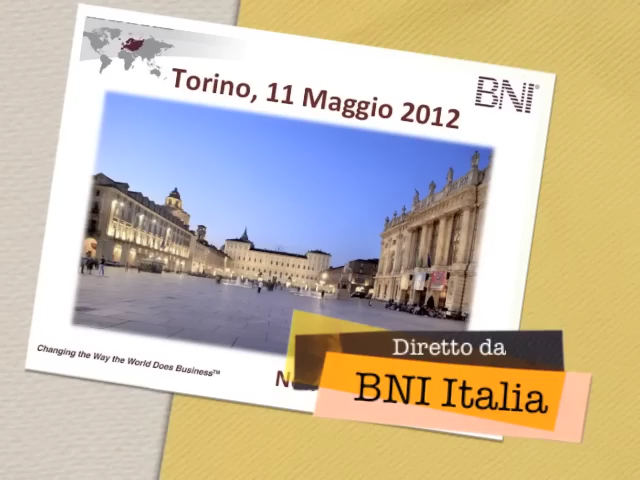 Torino, 11 Maggio 2012
BNI®
Changing the Way the World Does Business™
Diretto da
BNI Italia